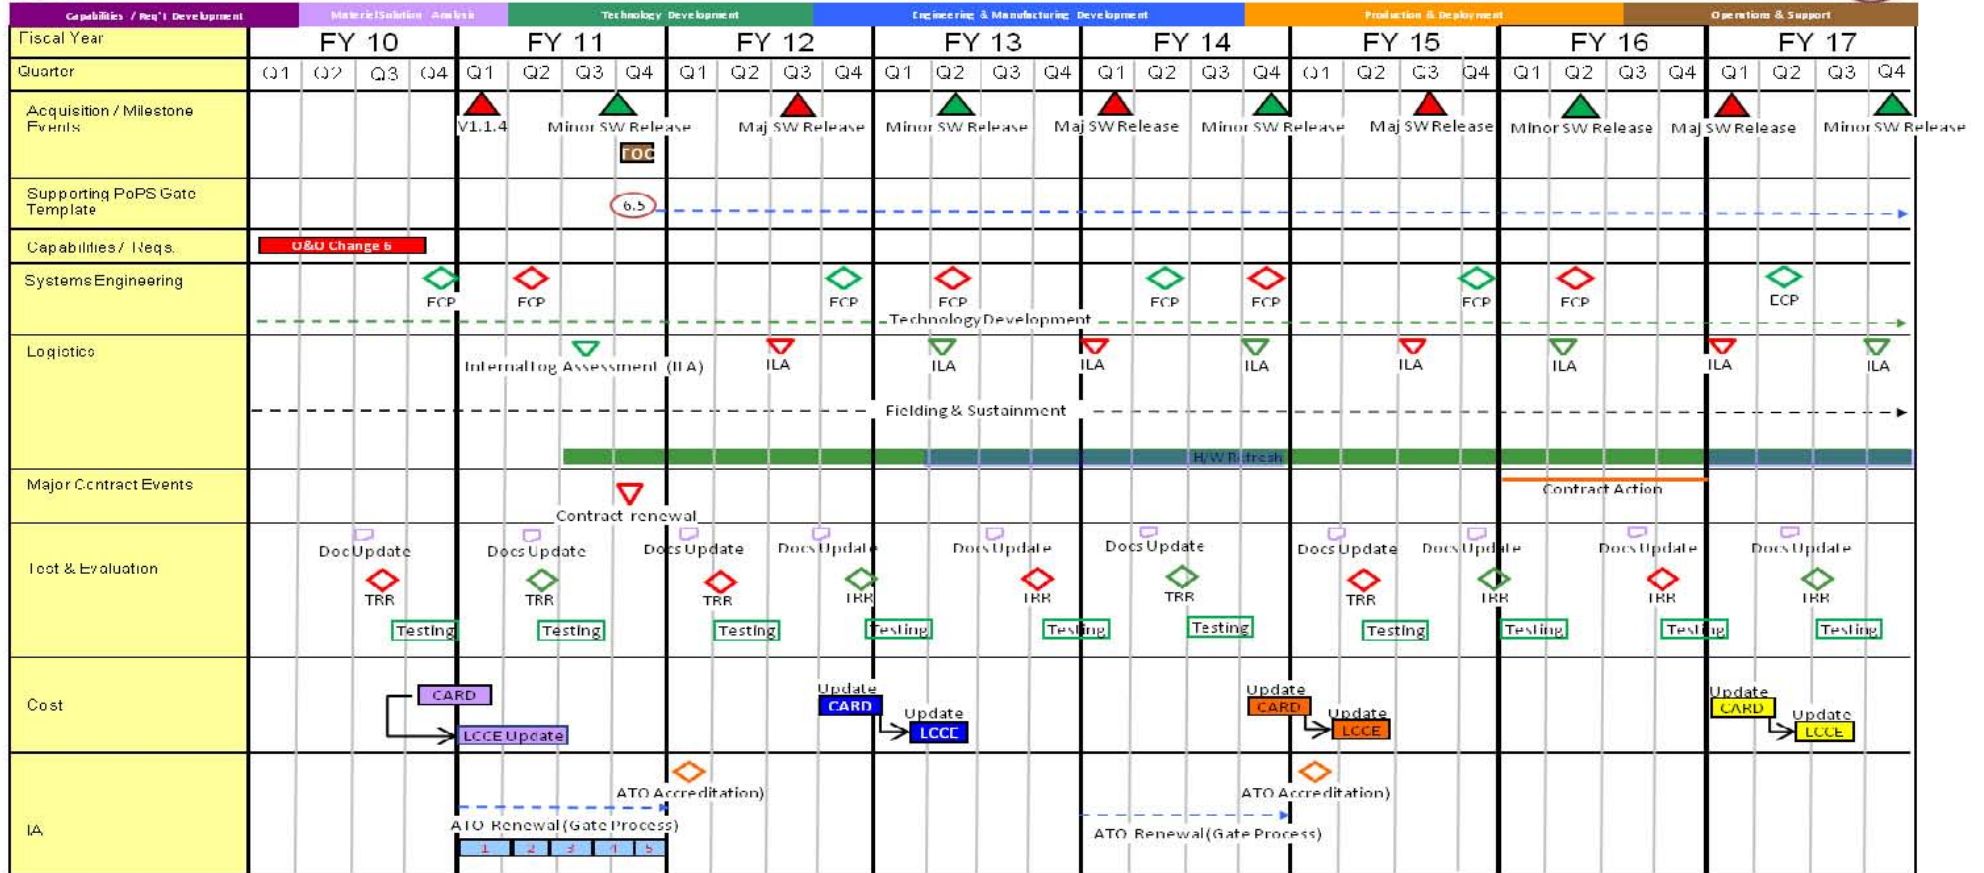 Capabilities / Req't Development Materiel Solution Analysis Technology Development Engineering & Manufacturing Development Production & Deployment Operations & Support
Fiscal Year FY 10 FY 11 FY 12 FY 13 FY 14 FY 15 FY 16 FY 17
Quarter Q1 Q2 Q3 Q4 Q1 Q2 Q3 Q4 Q1 Q2 Q3 Q4 Q1 Q2 Q3 Q4 Q1 Q2 Q3 Q4 Q1 Q2 Q3 Q4 Q1 Q2 Q3 Q4 Q1 Q2 Q3 Q4
Acquisition / Milestone
Events
V1.1.4 Minor SW Release Maj SW Release Minor SW Release Maj SW Release Minor SW Release Maj SW Release Minor SW Release Maj SW Release Minor SW Release
Supporting PoPS Gate
Template
6.5
Capabilities / Reqs. O&O Change 6
Systems Engineering
ECP ECP ECP ECP ECP ECP ECP ECP ECP
Technology Development
Logistics
Internal Log Assessment (ILA) ILA ILA ILA ILA ILA ILA ILA ILA
Fielding & Sustainment
H/W Refresh
Major Contract Events
Contract renewal
Contract Action
Test & Evaluation
Doc Update Docs Update Docs Update Docs Update Docs Update Docs Update Docs Update Docs Update Docs Update Docs Update
TRR TRR TRR TRR TRR TRR TRR TRR TRR TRR
Testing Testing Testing Testing Testing Testing Testing Testing Testing Testing
Cost
CARD
LCCE Update
Update
CARD
Update
LCCE
Update
CARD
Update
LCCE
Update
CARD
Update
LCCE
IA
ATO Accreditation) ATO Accreditation)
ATO Renewal (Gate Process) ATO Renewal (Gate Process)
1 2 3 4 5